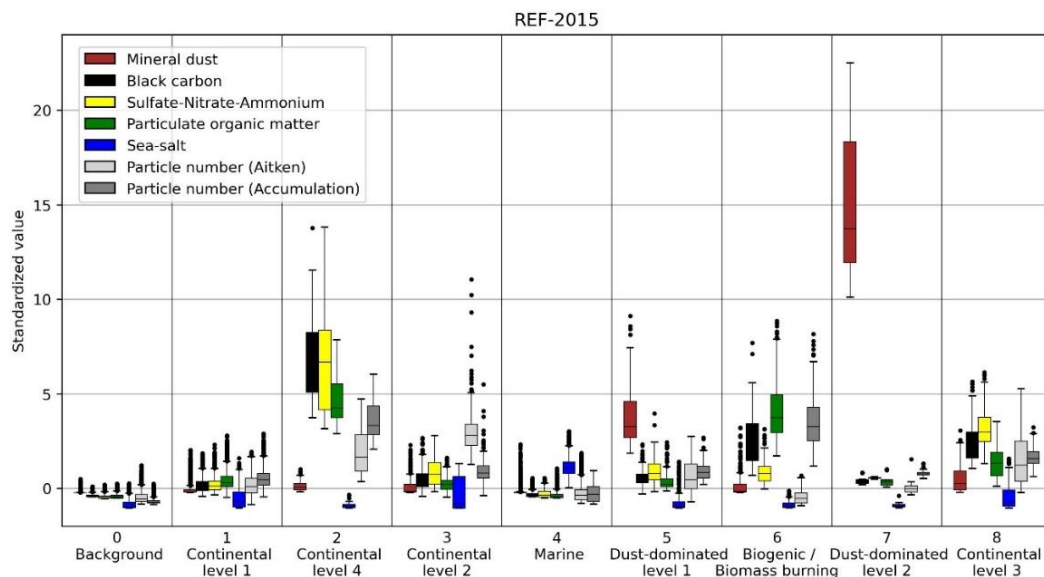 REF-2015
Mineral dust
Black carbon
Sulfate-Nitrate-Ammonium
Particulate organic matter
Sea-salt
Particle number (Aitken)
Particle number (Accumulation)
Standardized value
20
15
10
5
0
0
Background
1
Continental
level 1
2
Continental
level 4
3
Continental
level 2
4
Marine
5
Dust-dominated
level 1
6
Biogenic /
Biomass burning
7
Dust-dominated
level 2
8
Continental
level 3